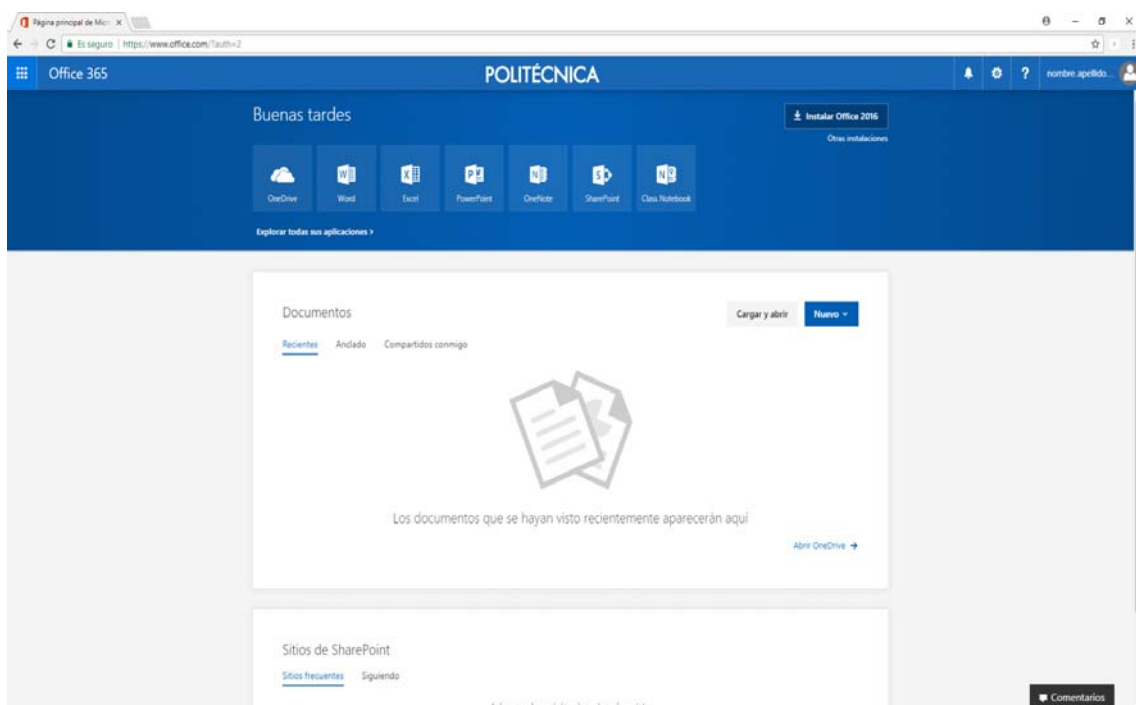 Página principal de Micr
Es seguro | https://www.office.com/?auth=2
Office 365
POLITÉCNICA
?
nombre.apellido...
Buenas tardes
Instalar Office 2016
Otras instalaciones
OneDrive
Word
Excel
PowerPoint
OneNote
SharePoint
Class Notebook
Explorar todas sus aplicaciones >
Documentos
Cargar y abrir
Nuevo
Recientes
Anclado
Compartidos conmigo
Los documentos que se hayan visto recientemente aparecerán aquí
Abrir OneDrive →
Sitios de SharePoint
Sitios frecuentes
Siguiendo
Comentarios